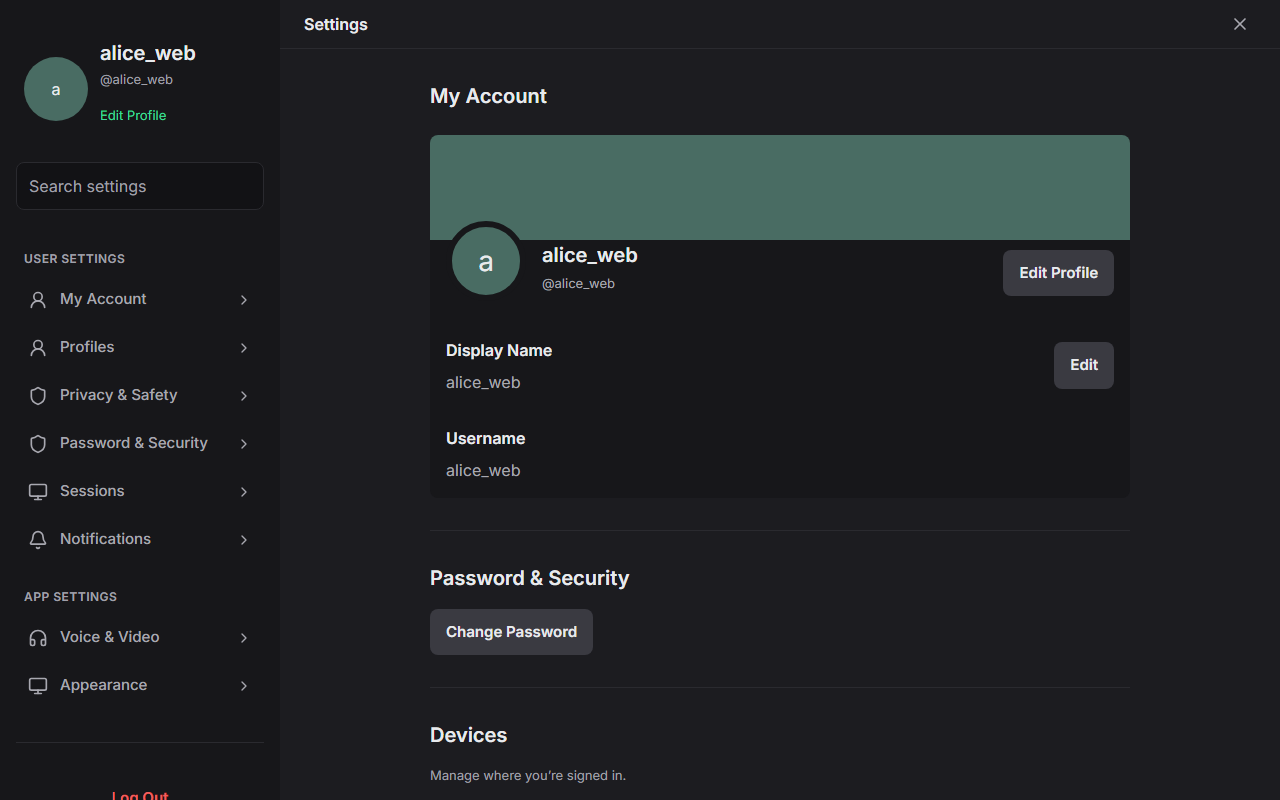 a
alice_web
@alice_web
Edit Profile
Search settings
USER SETTINGS
My Account
Profiles
Privacy & Safety
Password & Security
Sessions
Notifications
APP SETTINGS
Voice & Video
Appearance
Log Out
Settings
My Account
a
alice_web
@alice_web
Edit Profile
Display Name
alice_web
Edit
Username
alice_web
Password & Security
Change Password
Devices
Manage where you’re signed in.